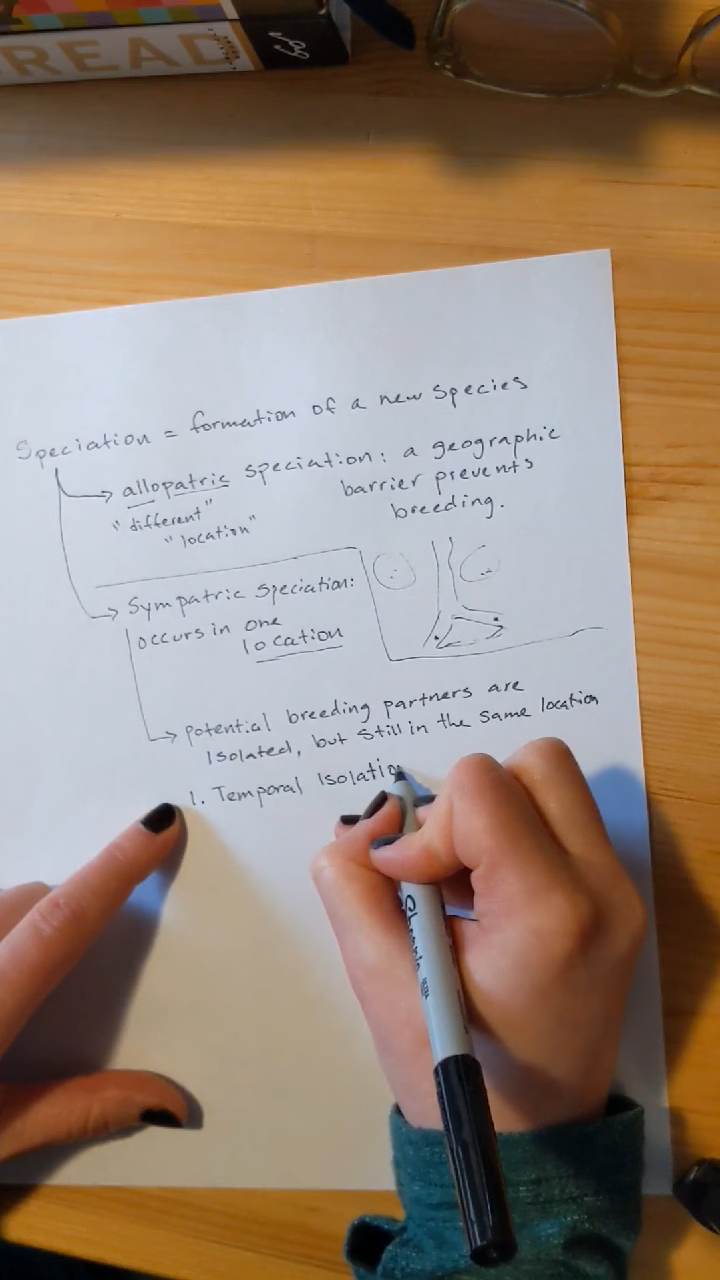 READ
Speciation = formation of a new species
allopatric speciation: a geographic
barrier prevents
breeding.
"different"
"location"
Sympatric Speciation:
occurs in one
location
potential breeding partners are
Isolated, but still in the same location
1. Temporal Isolatio
Sharpie